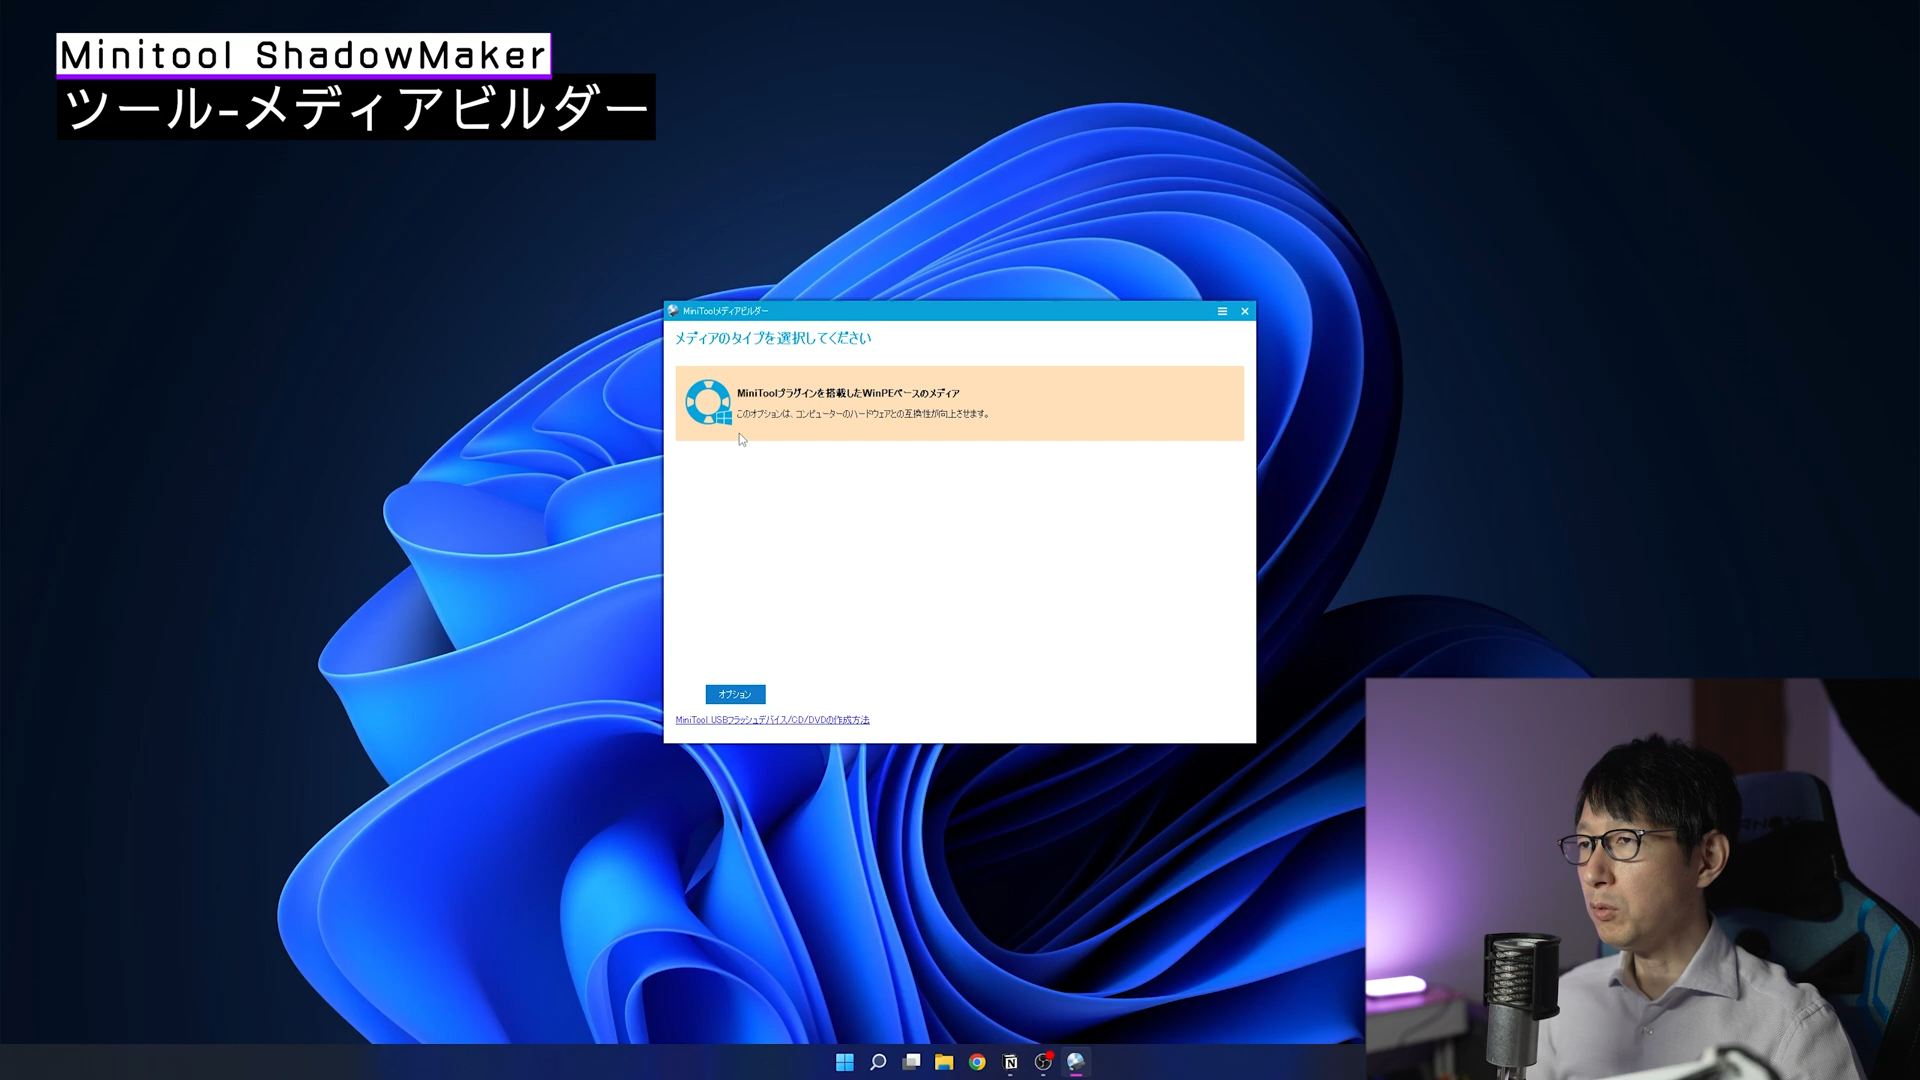 Minitool ShadowMaker
ツール-メディアビルダー
MiniToolメディアビルダー
メディアのタイプを選択してください
MiniToolプラグインを搭載したWinPEベースのメディア
このオプションは、コンピューターのハードウェアとの互換性が向上させます。
オプション
MiniTool USBフラッシュデバイス/CD/DVDの作成方法